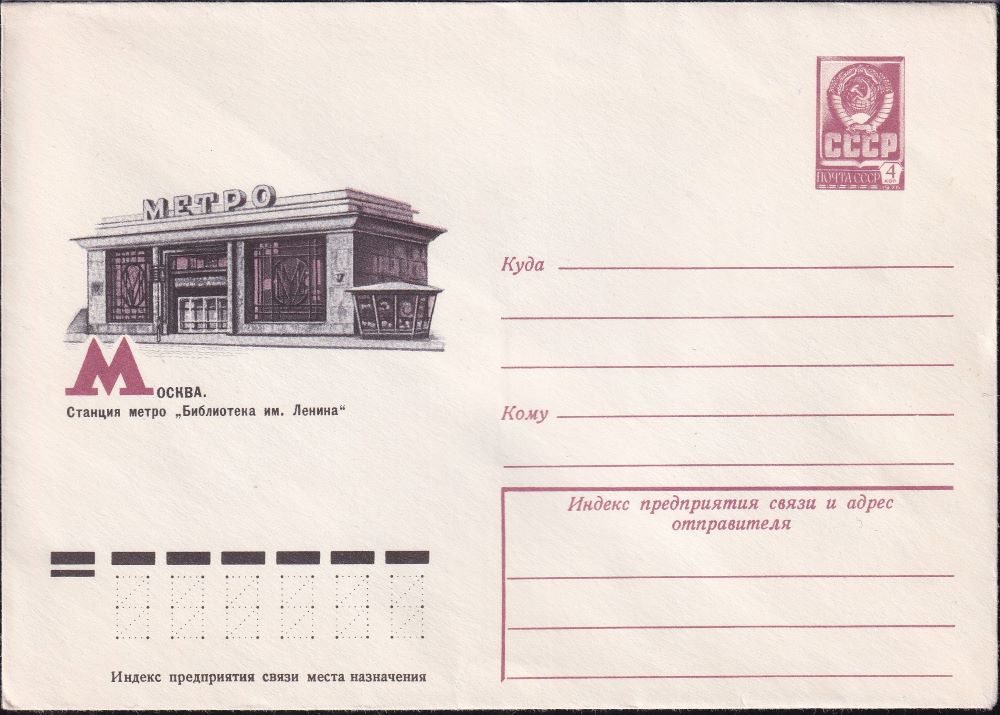 СССР
ПОЧТА СССР 4
КОП
МЕТРО
МОСКВА.
Станция метро „Библиотека им. Ленина“
Куда
Кому
Индекс предприятия связи и адрес
отправителя
Индекс предприятия связи места назначения